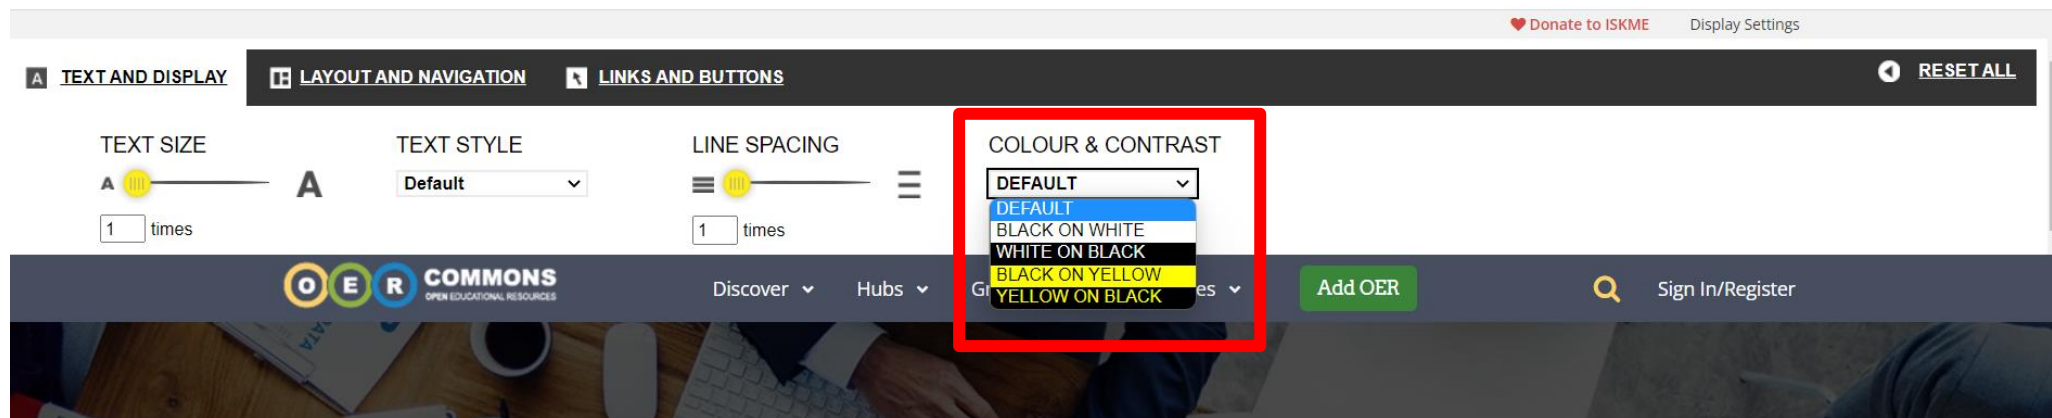 Donate to ISKME Display Settings
A TEXT AND DISPLAY LAYOUT AND NAVIGATION LINKS AND BUTTONS RESET ALL
TEXT SIZE TEXT STYLE LINE SPACING COLOUR & CONTRAST
A A Default DEFAULT
DEFAULT
1 times 1 times BLACK ON WHITE
WHITE ON BLACK
BLACK ON YELLOW
YELLOW ON BLACK
OER COMMONS
OPEN EDUCATIONAL RESOURCES
Discover Hubs Add OER Sign In/Register